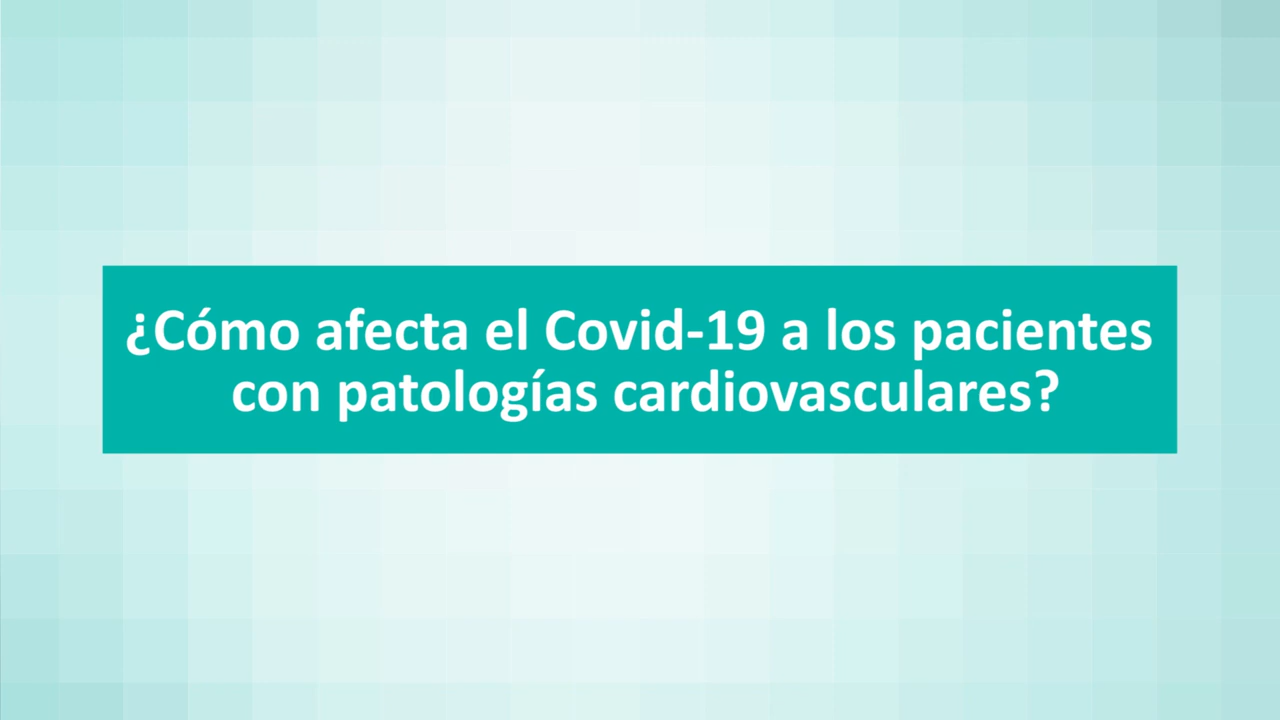 ¿Cómo afecta el Covid-19 a los pacientes
con patologías cardiovasculares?